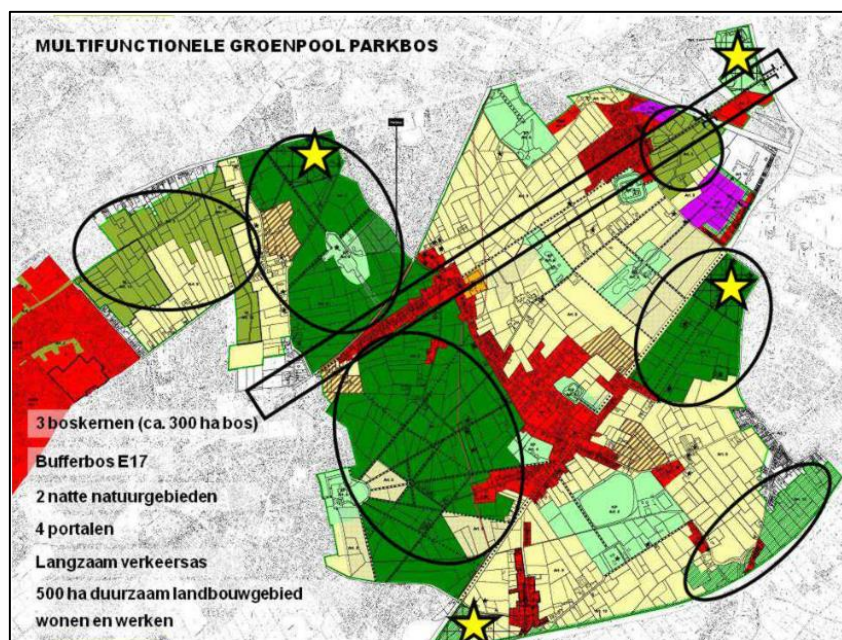 MULTIFUNCTIONELE GROENPOOL PARKBOS
3 boskernen (ca. 300 ha bos)
Bufferbos E17
2 natte natuurgebieden
4 portalen
Langzaam verkeersas
500 ha duurzaam landbouwgebied
wonen en werken